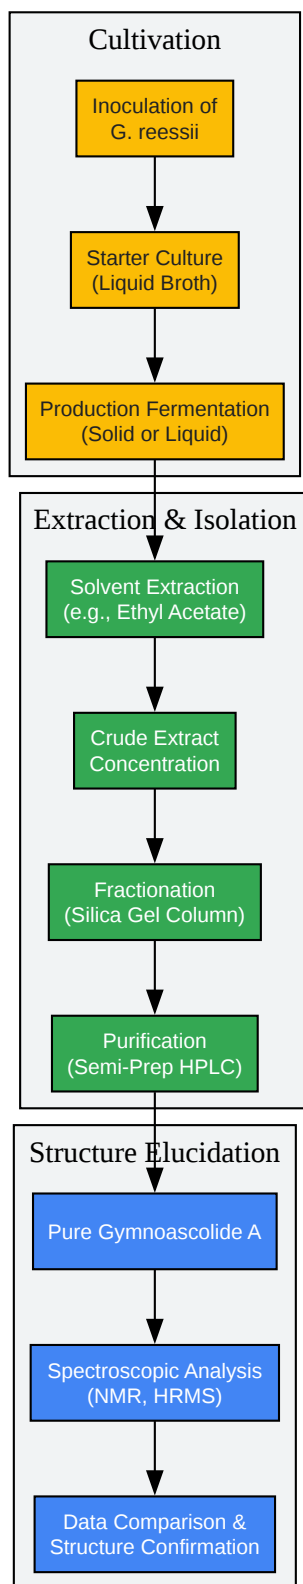 Cultivation
Inoculation of
G. reessii
Starter Culture
(Liquid Broth)
Production Fermentation
(Solid or Liquid)
Extraction & Isolation
Solvent Extraction
(e.g., Ethyl Acetate)
Crude Extract
Concentration
Fractionation
(Silica Gel Column)
Purification
(Semi-Prep HPLC)
Structure Elucidation
Pure Gymnoascolide A
Spectroscopic Analysis
(NMR, HRMS)
Data Comparison &
Structure Confirmation